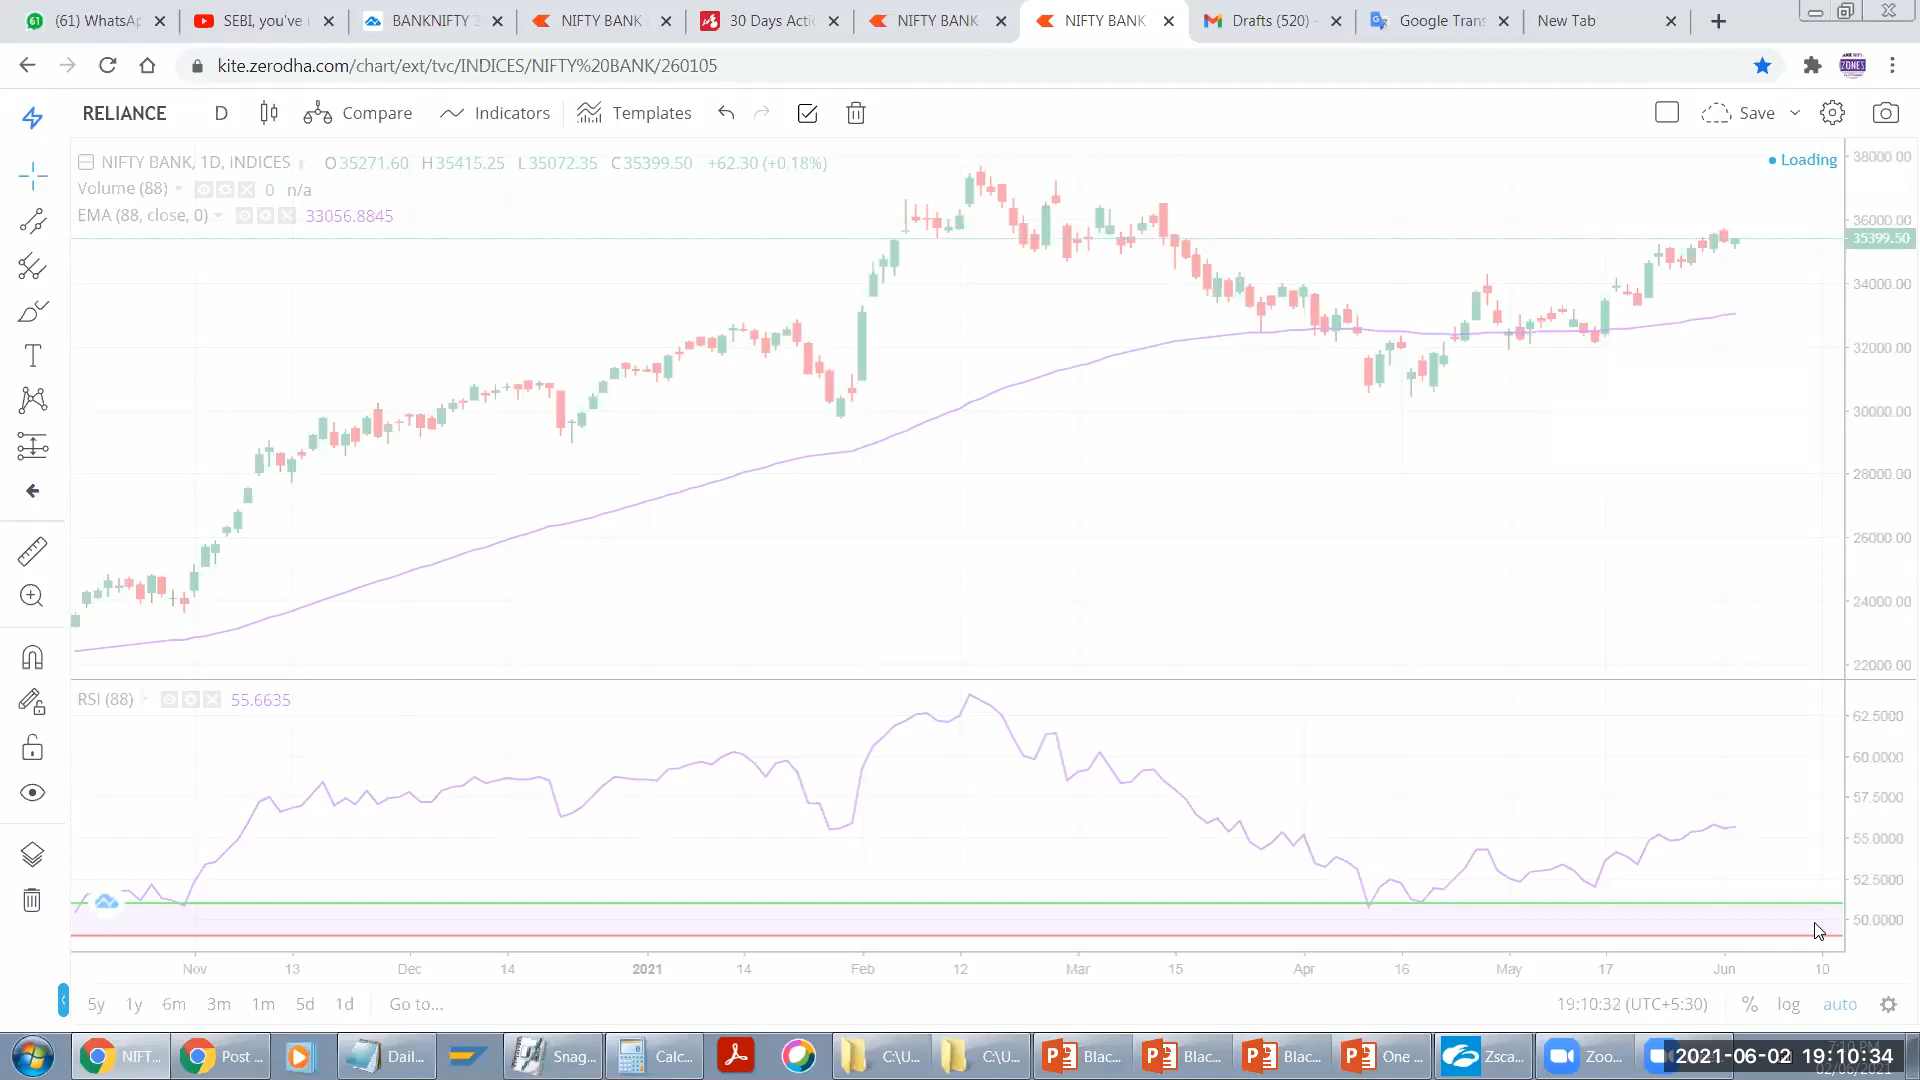 (61) WhatsAp
SEBI, you've
BANKNIFTY 3
NIFTY BANK
30 Days Acti
NIFTY BANK
NIFTY BANK
Drafts (520) -
Google Trans
New Tab
kite.zerodha.com/chart/ext/tvc/INDICES/NIFTY%20BANK/260105
RELIANCE D Compare Indicators Templates Save
NIFTY BANK, 1D, INDICES O35271.60 H35415.25 L35072.35 C35399.50 +62.30 (+0.18%)
Loading
Volume (88) 0 n/a
EMA (88, close, 0) 33056.8845
38000.00
36000.00
35399.50
34000.00
32000.00
30000.00
28000.00
26000.00
24000.00
22000.00
RSI (88) 55.6635
62.5000
60.0000
57.5000
55.0000
52.5000
50.0000
Nov 13 Dec 14 2021 14 Feb 12 Mar 15 Apr 16 May 17 Jun 10
5y 1y 6m 3m 1m 5d 1d Go to... 19:10:32 (UTC+5:30) % log auto
NIFT... Post ... Dail... Snag... Calc... C:\U... C:\U... Blac... Blac... Blac... One ... Zsca... Zoo...
2021-06-02 19:10:34
02/06/2021